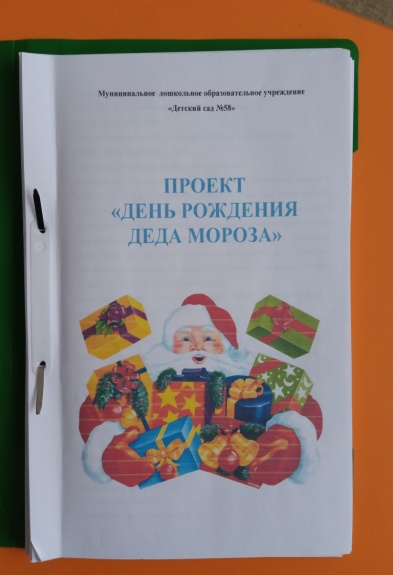 Муниципальное дошкольное образовательное учреждение
«Детский сад №58»
ПРОЕКТ
«ДЕНЬ РОЖДЕНИЯ
ДЕДА МОРОЗА»